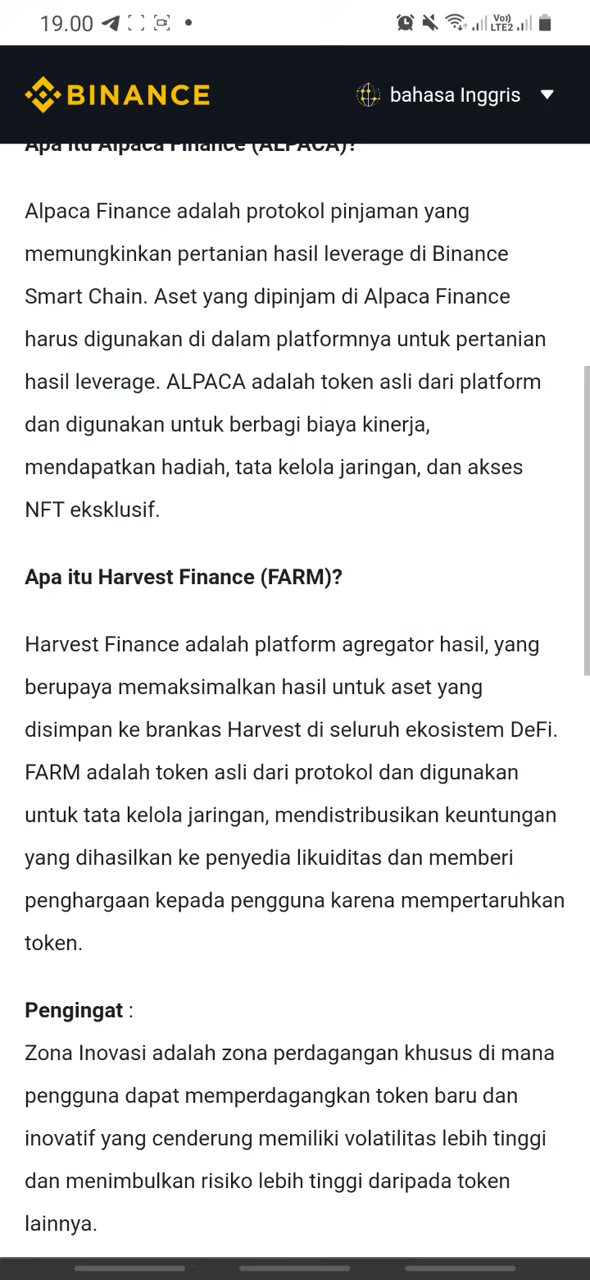 19.00
Vo))
LTE2
BINANCE
bahasa Inggris
Apa itu Alpaca Finance (ALPACA)?
Alpaca Finance adalah protokol pinjaman yang
memungkinkan pertanian hasil leverage di Binance
Smart Chain. Aset yang dipinjam di Alpaca Finance
harus digunakan di dalam platformnya untuk pertanian
hasil leverage. ALPACA adalah token asli dari platform
dan digunakan untuk berbagi biaya kinerja,
mendapatkan hadiah, tata kelola jaringan, dan akses
NFT eksklusif.
Apa itu Harvest Finance (FARM)?
Harvest Finance adalah platform agregator hasil, yang
berupaya memaksimalkan hasil untuk aset yang
disimpan ke brankas Harvest di seluruh ekosistem DeFi.
FARM adalah token asli dari protokol dan digunakan
untuk tata kelola jaringan, mendistribusikan keuntungan
yang dihasilkan ke penyedia likuiditas dan memberi
penghargaan kepada pengguna karena mempertaruhkan
token.
Pengingat :
Zona Inovasi adalah zona perdagangan khusus di mana
pengguna dapat memperdagangkan token baru dan
inovatif yang cenderung memiliki volatilitas lebih tinggi
dan menimbulkan risiko lebih tinggi daripada token
lainnya.